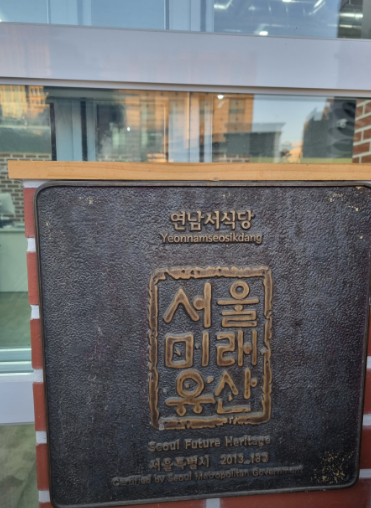 연남서식당
Yeonnamseosikdang
서울
미래
유산
Seoul Future Heritage
서울특별시 2013_
Certified by Seoul Metropolitan Government